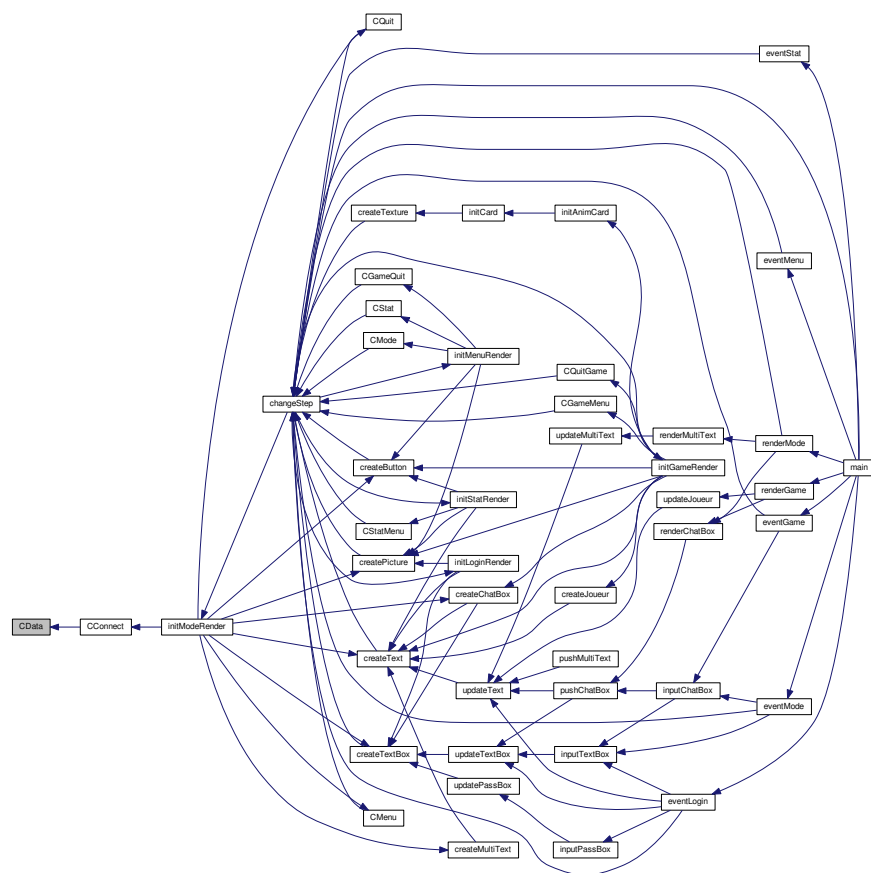 CQuit
eventStat
createTexture
initCard
initAnimCard
eventMenu
CGameQuit
CStat
CMode
initMenuRender
CQuitGame
changeStep
CGameMenu
updateMultiText
renderMultiText
renderMode
createButton
initGameRender
main
initStatRender
updateJoueur
renderGame
CStatMenu
renderChatBox
eventGame
createPicture
initLoginRender
createChatBox
createJoueur
CData
CConnect
initModeRender
createText
pushMultiText
updateText
pushChatBox
inputChatBox
eventMode
createTextBox
updateTextBox
inputTextBox
updatePassBox
eventLogin
CMenu
createMultiText
inputPassBox